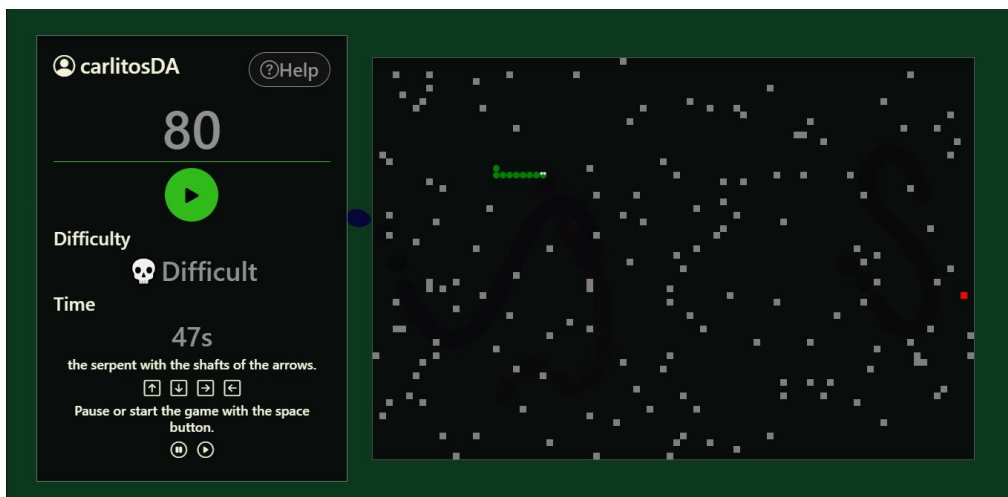 carlitosDA
Help
80
Difficulty
Difficult
Time
47s
the serpent with the shafts of the arrows.
Pause or start the game with the space
button.